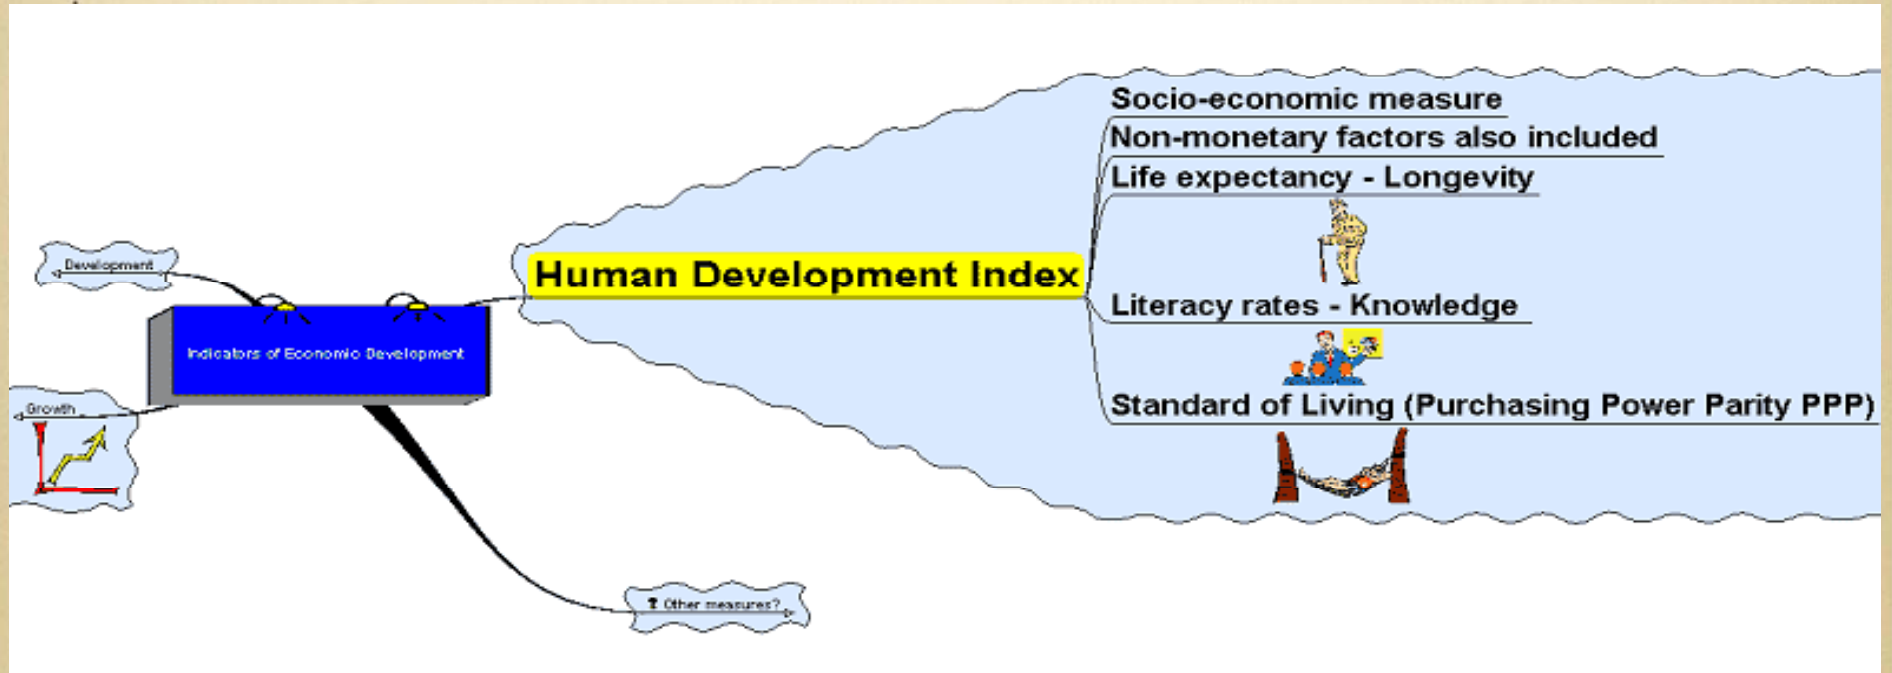 Development
Indicators of Economic Development
Growth
Human Development Index
Socio-economic measure
Non-monetary factors also included
Life expectancy - Longevity
Literacy rates - Knowledge
Standard of Living (Purchasing Power Parity PPP)
? Other measures?